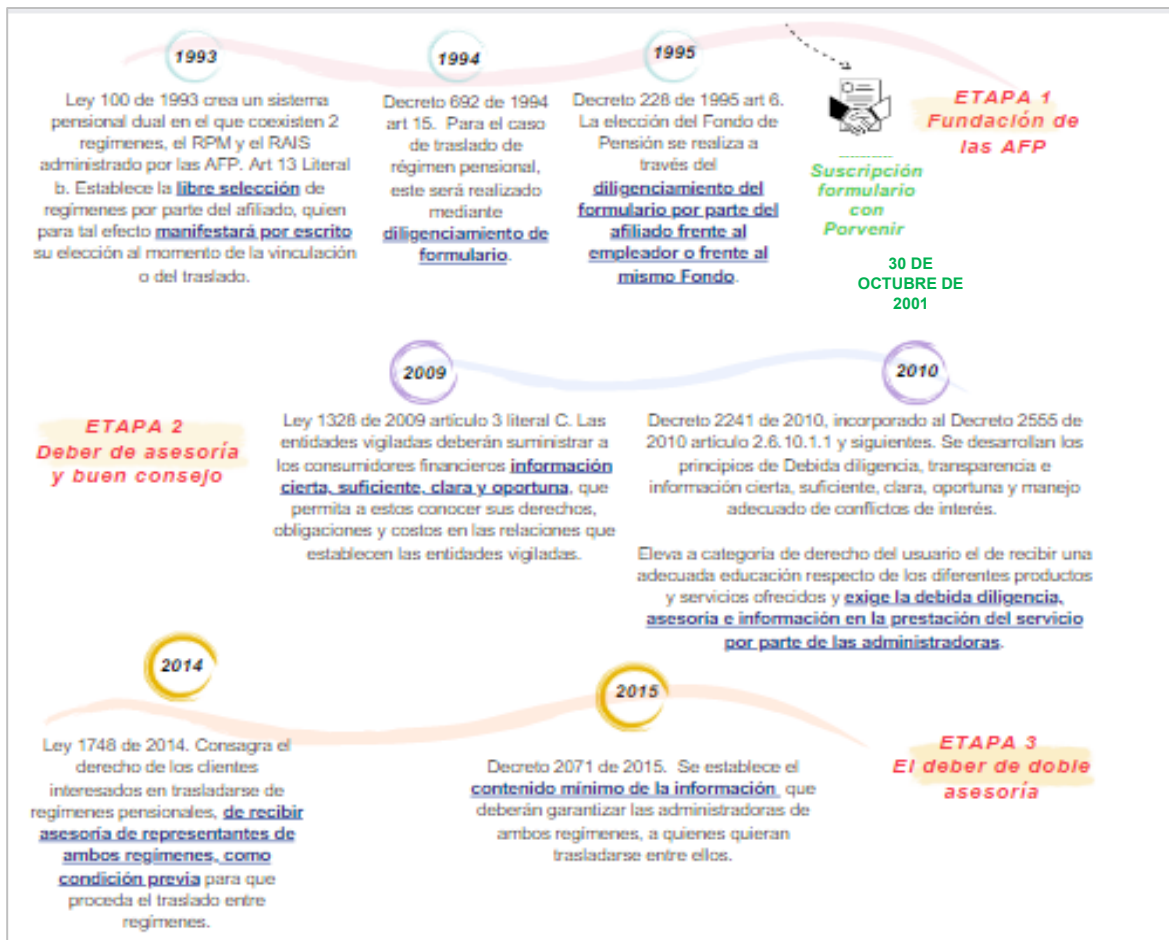 1993
Ley 100 de 1993 crea un sistema
pensional dual en el que coexisten 2
regímenes, el RPM y el RAIS
administrado por las AFP. Art 13 Literal
b. Establece la libre selección de
regímenes por parte del afiliado, quien
para tal efecto manifestará por escrito
su elección al momento de la vinculación
o del traslado.
1994
Decreto 692 de 1994
art 15. Para el caso
de traslado de
régimen pensional,
este será realizado
mediante
diligenciamiento de
formulario.
1995
Decreto 228 de 1995 art 6.
La elección del Fondo de
Pensión se realiza a
través del
diligenciamiento del
formulario por parte del
afiliado frente al
empleador o frente al
mismo Fondo.
Suscripción
formulario
con
Porvenir
30 DE
OCTUBRE DE
2001
ETAPA 1
Fundación de
las AFP
ETAPA 2
Deber de asesoría
y buen consejo
2009
Ley 1328 de 2009 artículo 3 literal C. Las
entidades vigiladas deberán suministrar a
los consumidores financieros información
cierta, suficiente, clara y oportuna, que
permita a estos conocer sus derechos,
obligaciones y costos en las relaciones que
establecen las entidades vigiladas.
2010
Decreto 2241 de 2010, incorporado al Decreto 2555 de
2010 artículo 2.6.10.1.1 y siguientes. Se desarrollan los
principios de Debida diligencia, transparencia e
información cierta, suficiente, clara, oportuna y manejo
adecuado de conflictos de interés.
Eleva a categoría de derecho del usuario el de recibir una
adecuada educación respecto de los diferentes productos
y servicios ofrecidos y exige la debida diligencia,
asesoría e información en la prestación del servicio
por parte de las administradoras.
2014
Ley 1748 de 2014. Consagra el
derecho de los clientes
interesados en trasladarse de
regímenes pensionales, de recibir
asesoría de representantes de
ambos regímenes, como
condición previa para que
proceda el traslado entre
regímenes.
2015
Decreto 2071 de 2015. Se establece el
contenido mínimo de la información que
deberán garantizar las administradoras de
ambos regímenes, a quienes quieran
trasladarse entre ellos.
ETAPA 3
El deber de doble
asesoría